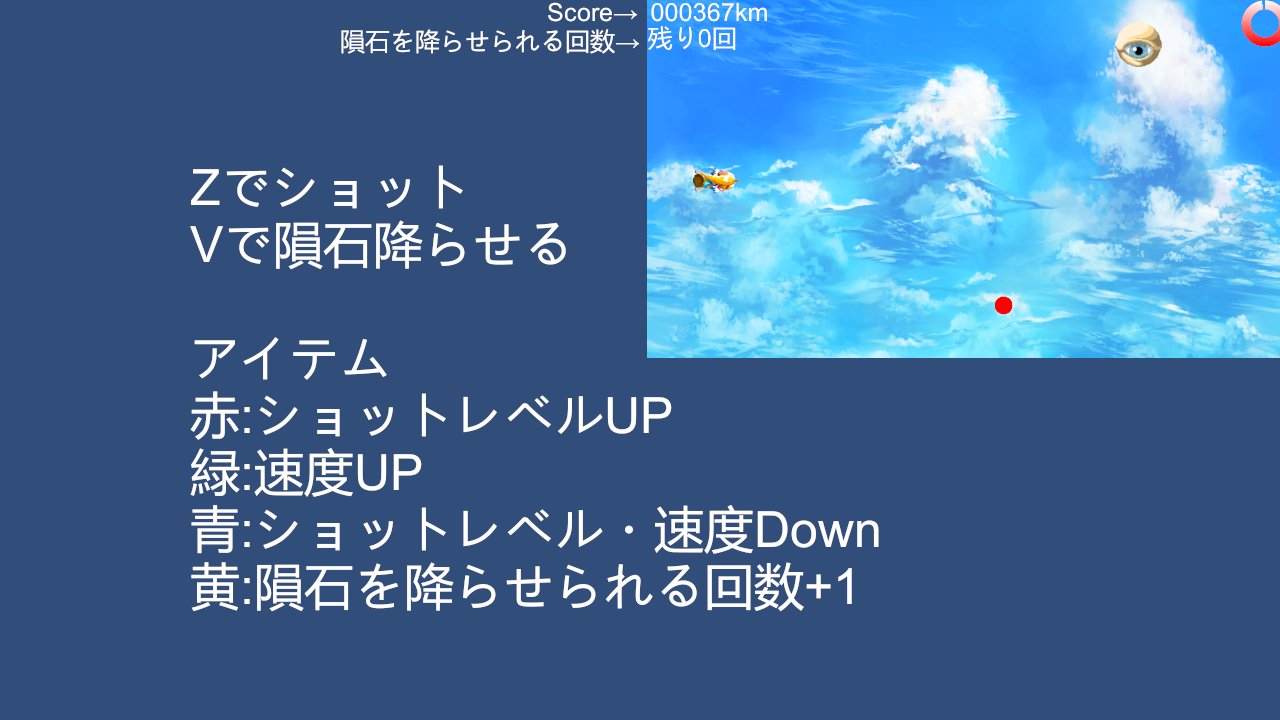 Score→ 000367km
隕石を降らせられる回数→ 残り0回
Zでショット
Vで隕石降らせる
アイテム
赤:ショットレベルUP
緑:速度UP
青:ショットレベル・速度Down
黄:隕石を降らせられる回数+1